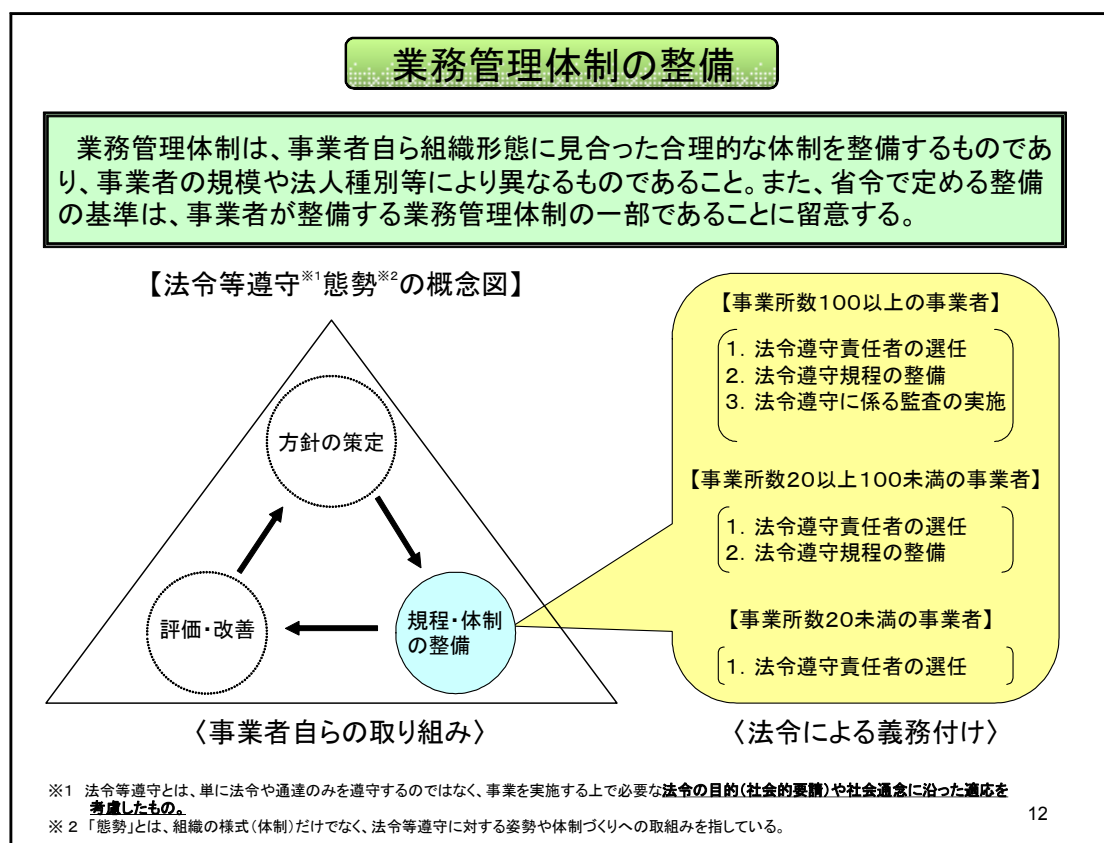 業務管理体制の整備
業務管理体制は、事業者自ら組織形態に見合った合理的な体制を整備するものであ
り、事業者の規模や法人種別等により異なるものであること。また、省令で定める整備
の基準は、事業者が整備する業務管理体制の一部であることに留意する。
【法令等遵守※1態勢※2の概念図】
方針の策定
評価・改善
規程・体制
の整備
〈事業者自らの取り組み〉
【事業所数100以上の事業者】
1．法令遵守責任者の選任
2．法令遵守規程の整備
3．法令遵守に係る監査の実施
【事業所数20以上100未満の事業者】
1．法令遵守責任者の選任
2．法令遵守規程の整備
【事業所数20未満の事業者】
1．法令遵守責任者の選任
〈法令による義務付け〉
※1 法令等遵守とは、単に法令や通達のみを遵守するのではなく、事業を実施する上で必要な法令の目的（社会的要請）や社会通念に沿った適応を
考慮したもの。
※２ 「態勢」とは、組織の様式（体制）だけでなく、法令等遵守に対する姿勢や体制づくりへの取組みを指している。
12